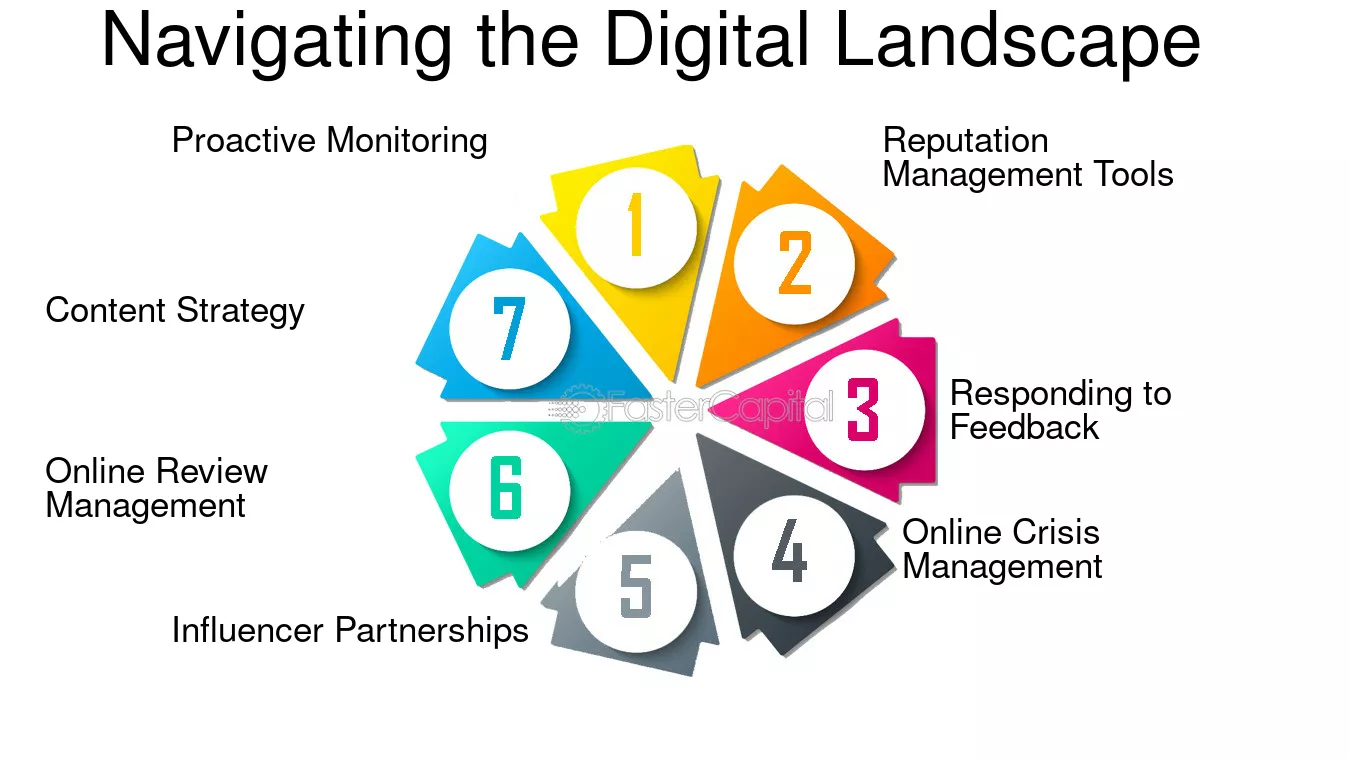 Navigating the Digital Landscape
Proactive Monitoring
1
Reputation
Management Tools
2
Responding to
Feedback
3
Online Crisis
Management
4
Influencer Partnerships
5
Online Review
Management
6
Content Strategy
7
FasterCapital